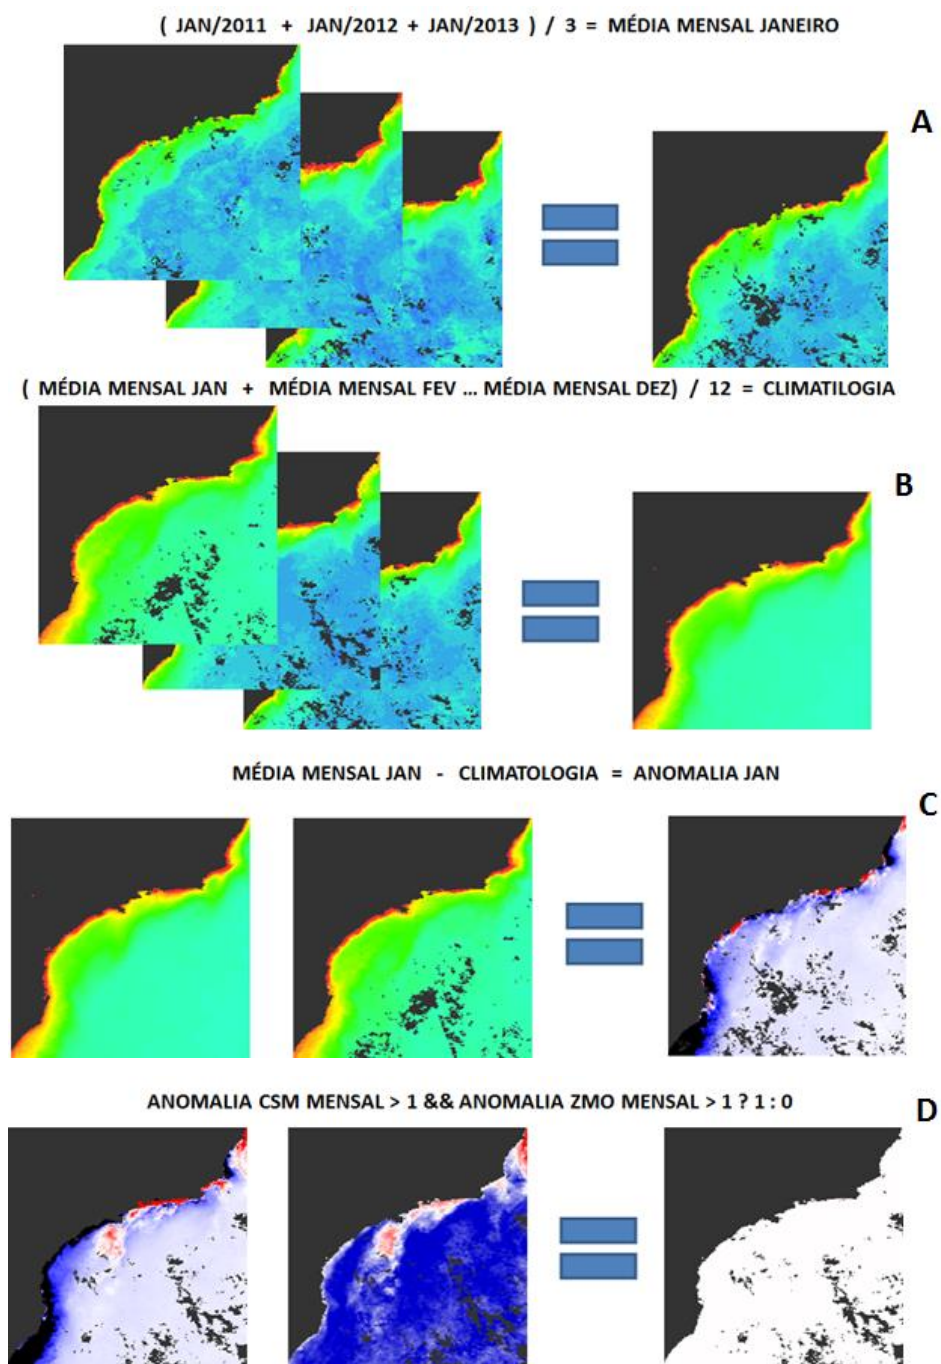 ( JAN/2011 + JAN/2012 + JAN/2013 ) / 3 = MÉDIA MENSAL JANEIRO
A
( MÉDIA MENSAL JAN + MÉDIA MENSAL FEV ... MÉDIA MENSAL DEZ) / 12 = CLIMATILOGIA
B
MÉDIA MENSAL JAN - CLIMATOLOGIA = ANOMALIA JAN
C
ANOMALIA CSM MENSAL > 1 && ANOMALIA ZMO MENSAL > 1 ? 1 : 0
D